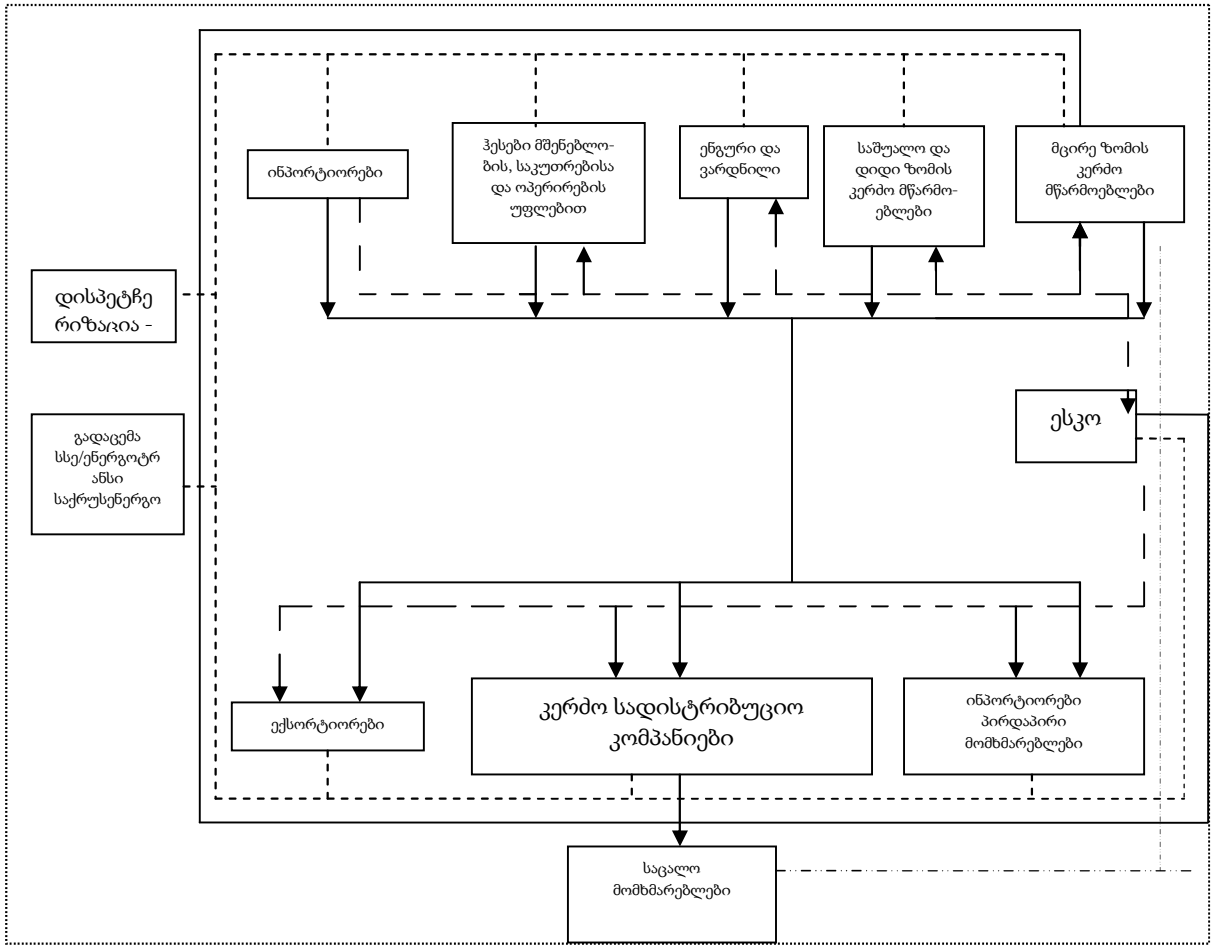 ინპორტიორები
ჰესები მშენებლო-
ბის, საკუთრებისა
და ოპერირების
უფლებით
ენგური და
ვარდნილი
საშუალო და
დიდი ზომის
კერძო მწარმო-
ებლები
მცირე ზომის
კერძო
მწარმოებლები
დისპეტჩე
რიზაცია -
ესკო
გადაცემა
სსე/ენერგოტრ
ანსი
საქრუსენერგო
ექსორტიორები
კერძო სადისტრიბუციო
კომპანიები
ინპორტიორები
პირდაპირი
მომხმარებლები
საცალო
მომხმარებლები